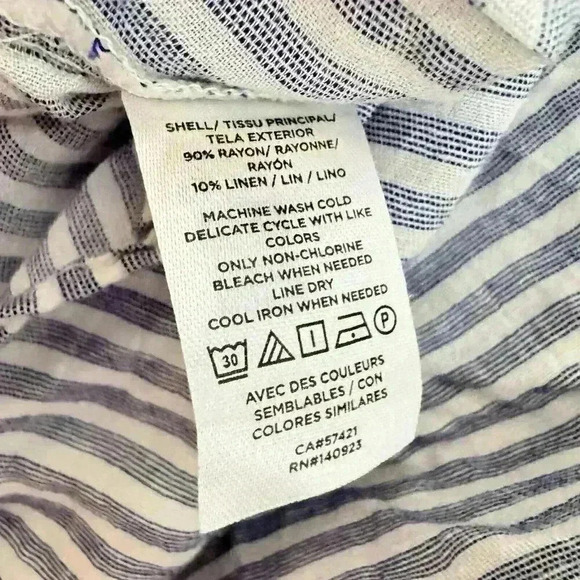 SHELL/ TISSU PRINCIPAL/
TELA EXTERIOR
90% RAYON/ RAYONNE/
RAYÓN
10% LINEN / LIN / LINO
MACHINE WASH COLD
DELICATE CYCLE WITH LIKE
COLORS
ONLY NON-CHLORINE
BLEACH WHEN NEEDED
LINE DRY
COOL IRON WHEN NEEDED
30 P
AVEC DES COULEURS
SEMBLABLES / CON
COLORES SIMILARES
CA#57421
RN#140923